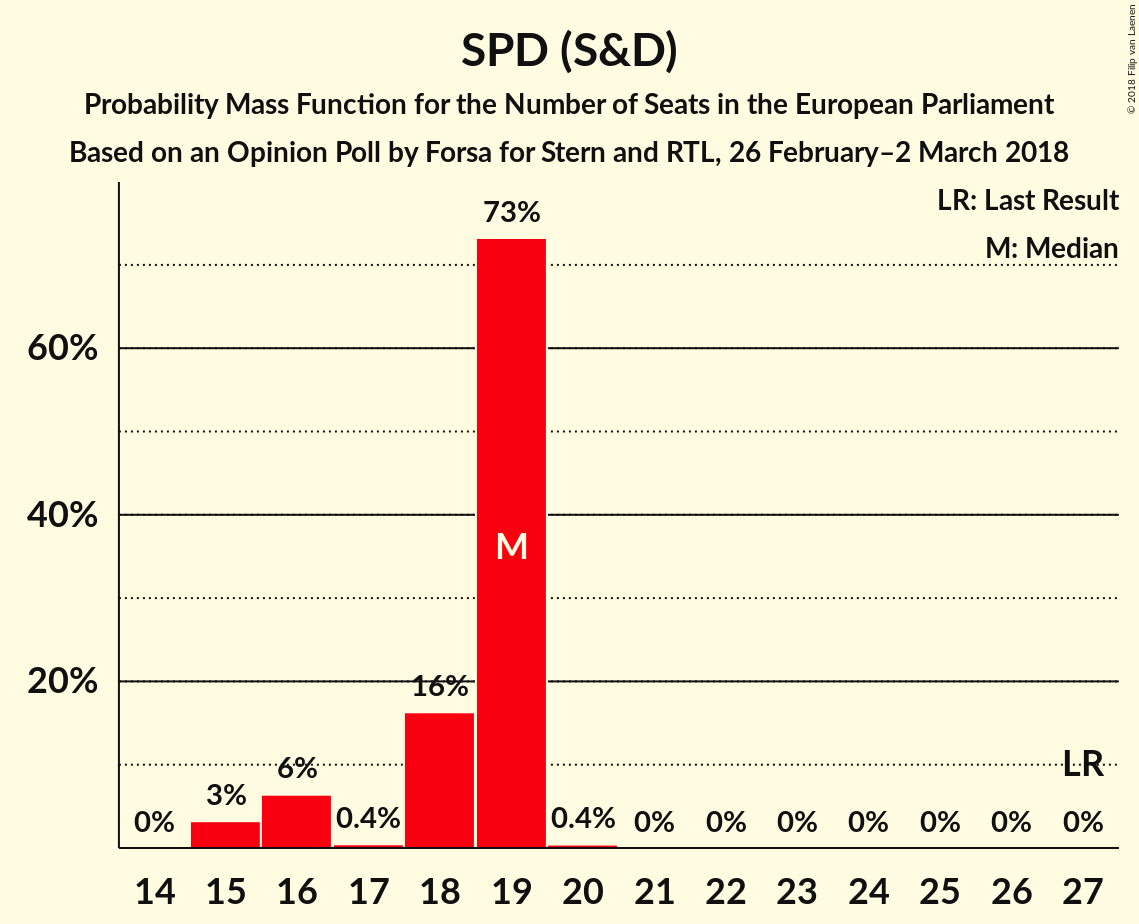 SPD (S&D)
Probability Mass Function for the Number of Seats in the European Parliament
Based on an Opinion Poll by Forsa for Stern and RTL, 26 February–2 March 2018
© 2018 Filip van Laenen
LR: Last Result
M: Median
73%
60%
40%
M
20%
16%
LR
6%
3%
0%
0.4%
0.4%
0%
0%
0%
0%
0%
0%
0%
14 15 16 17 18 19 20 21 22 23 24 25 26 27